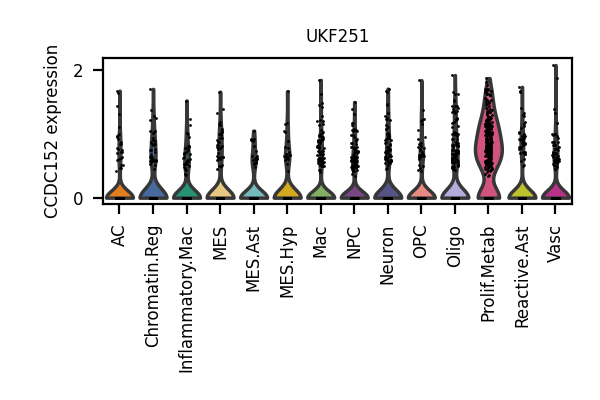 UKF251
CCDC152 expression
2
0
AC
Chromatin.Reg
Inflammatory.Mac
MES
MES.Ast
MES.Hyp
Mac
NPC
Neuron
OPC
Oligo
Prolif.Metab
Reactive.Ast
Vasc